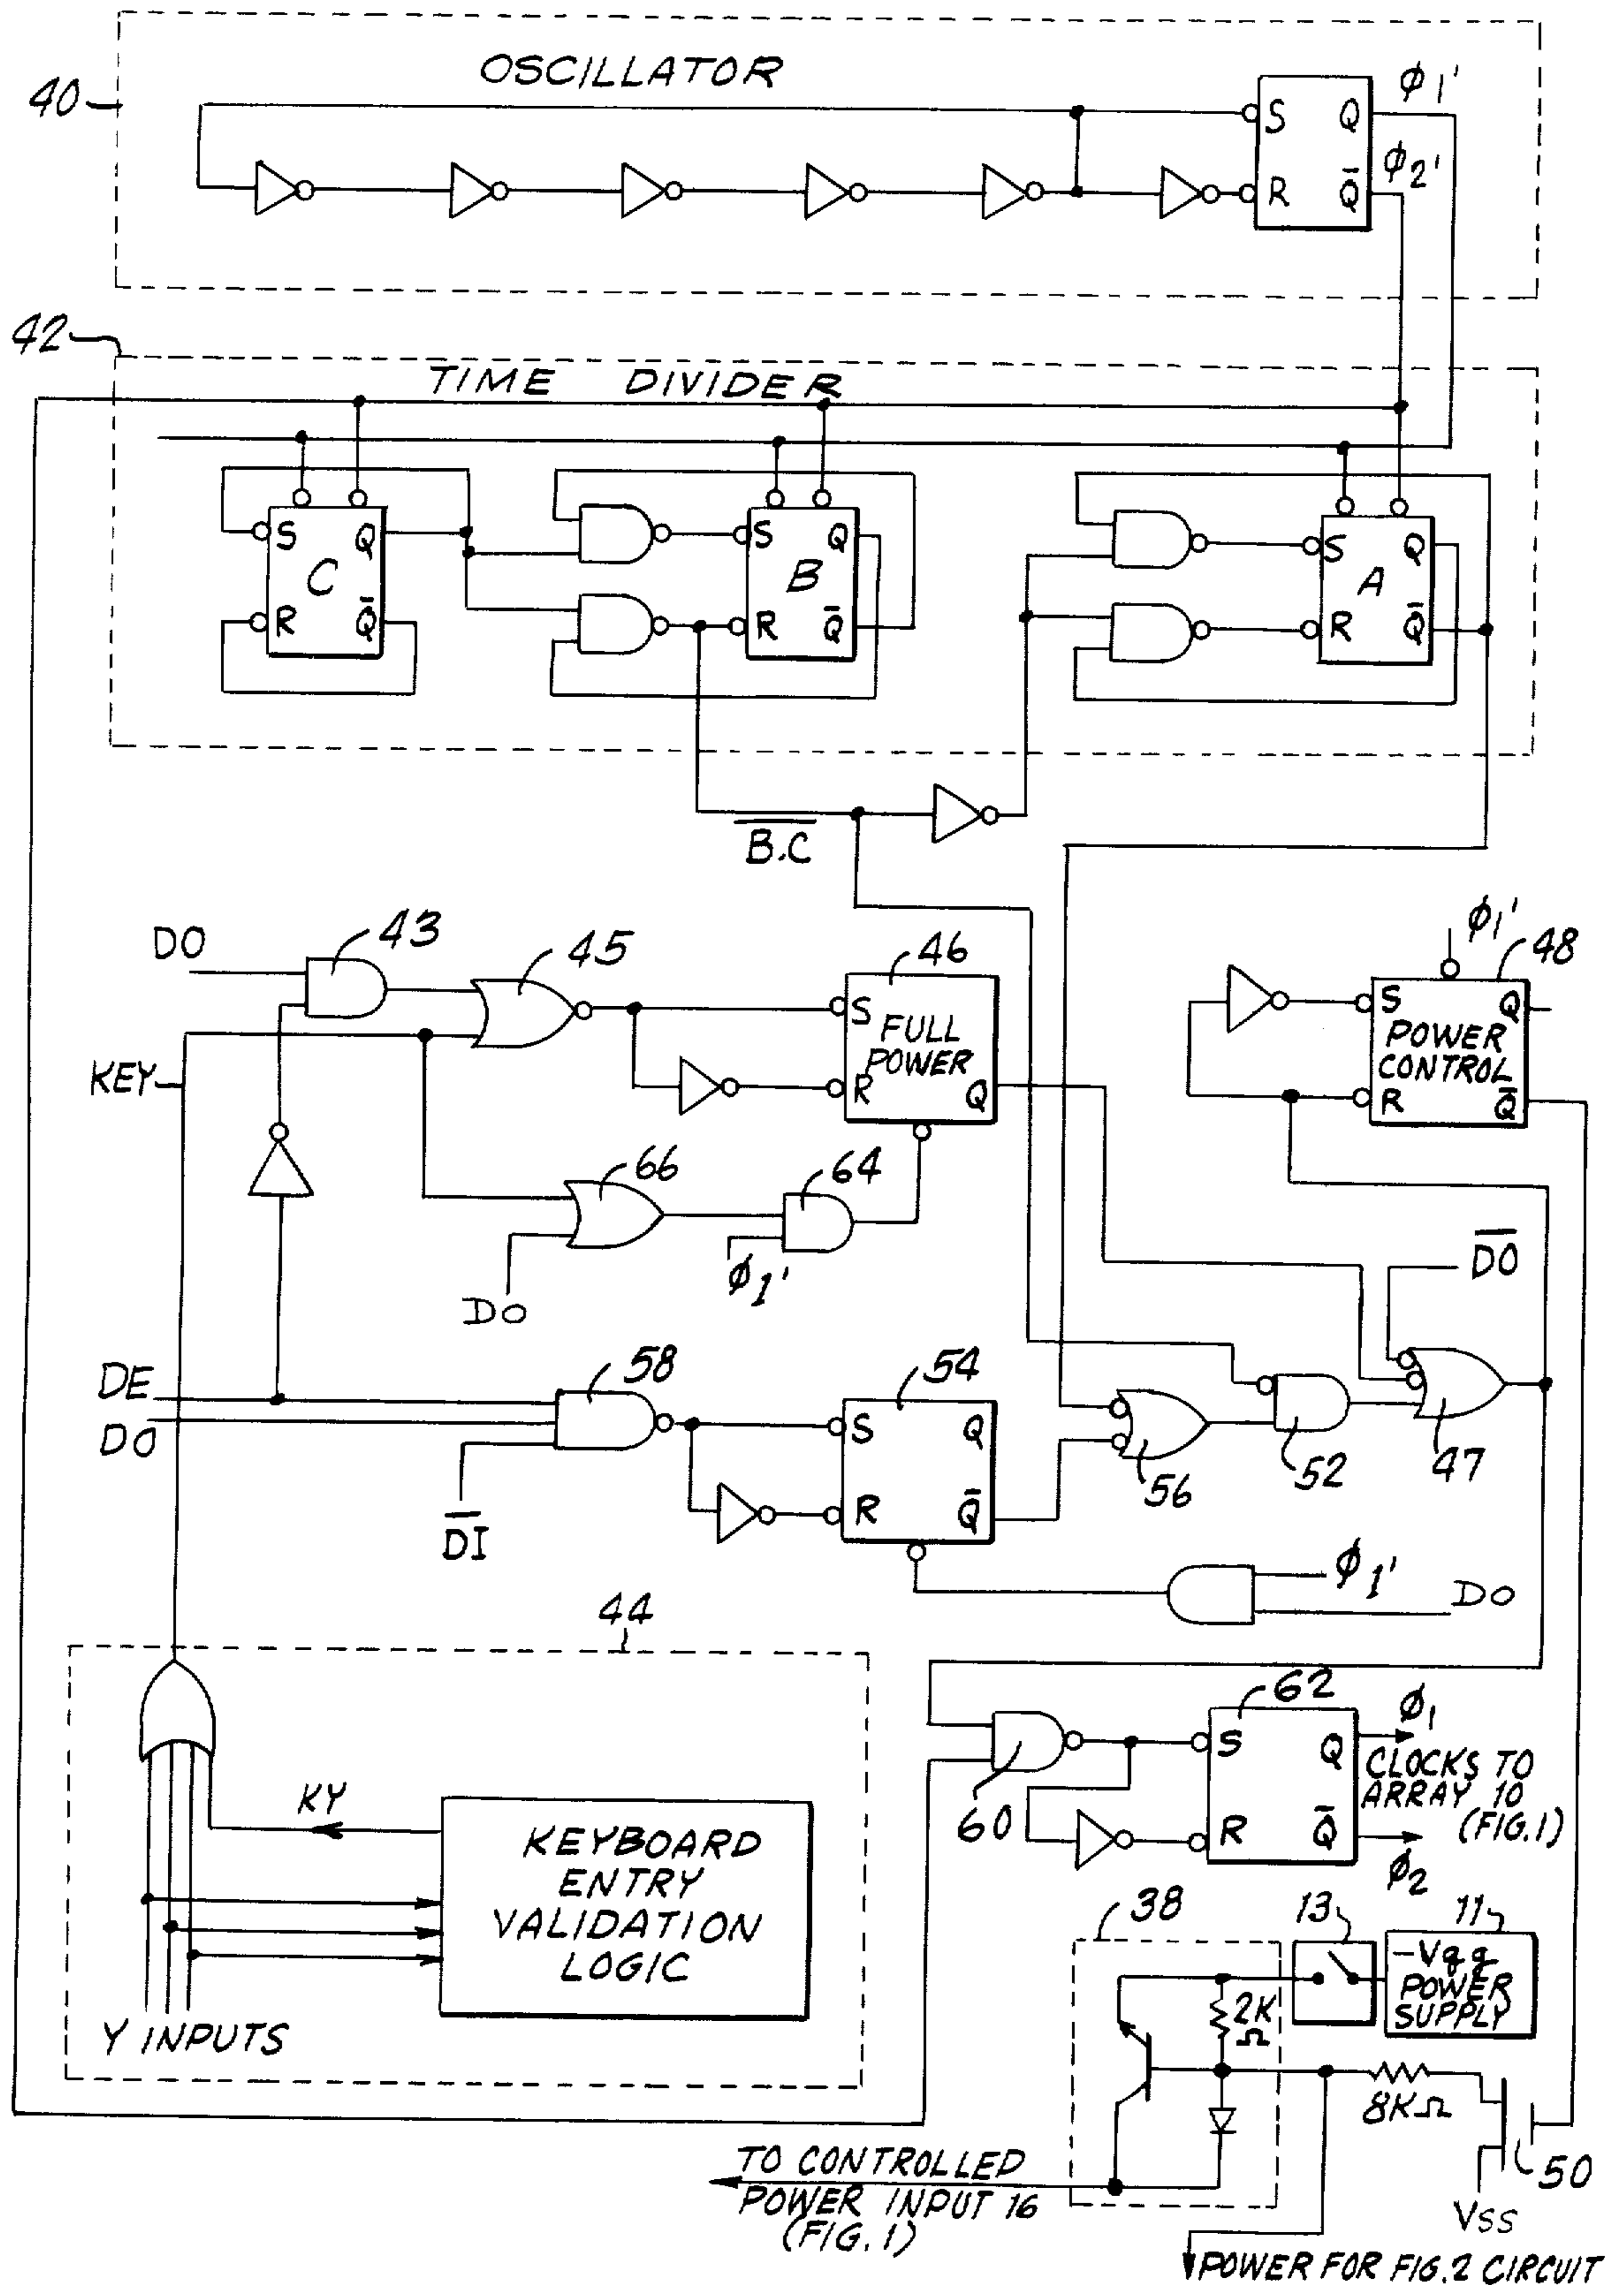 OSCILLATOR
40
S Q ϕ1'
R Q̅ ϕ2'
42
TIME DIVIDER
S Q
C
R Q̅
S Q
B
R Q̅
S Q
A
R Q̅
B.C
DO
43
45
46
S
FULL
POWER
R Q
ϕ1'
48
S Q
POWER
CONTROL
R Q̅
KEY
66
64
DO
ϕ1'
D̅O̅
DE
DO
58
D̅I̅
54
S Q
R Q̅
56
52
47
ϕ1'
DO
44
KY
KEYBOARD
ENTRY
VALIDATION
LOGIC
Y INPUTS
60
62
S Q
R Q̅
ϕ1
CLOCKS TO
ARRAY 10
(FIG.1)
ϕ2
38
13
11
-Vgg
POWER
SUPPLY
2K
Ω
8KΩ
50
VSS
TO CONTROLLED
POWER INPUT 16
(FIG.1)
POWER FOR FIG.2 CIRCUIT